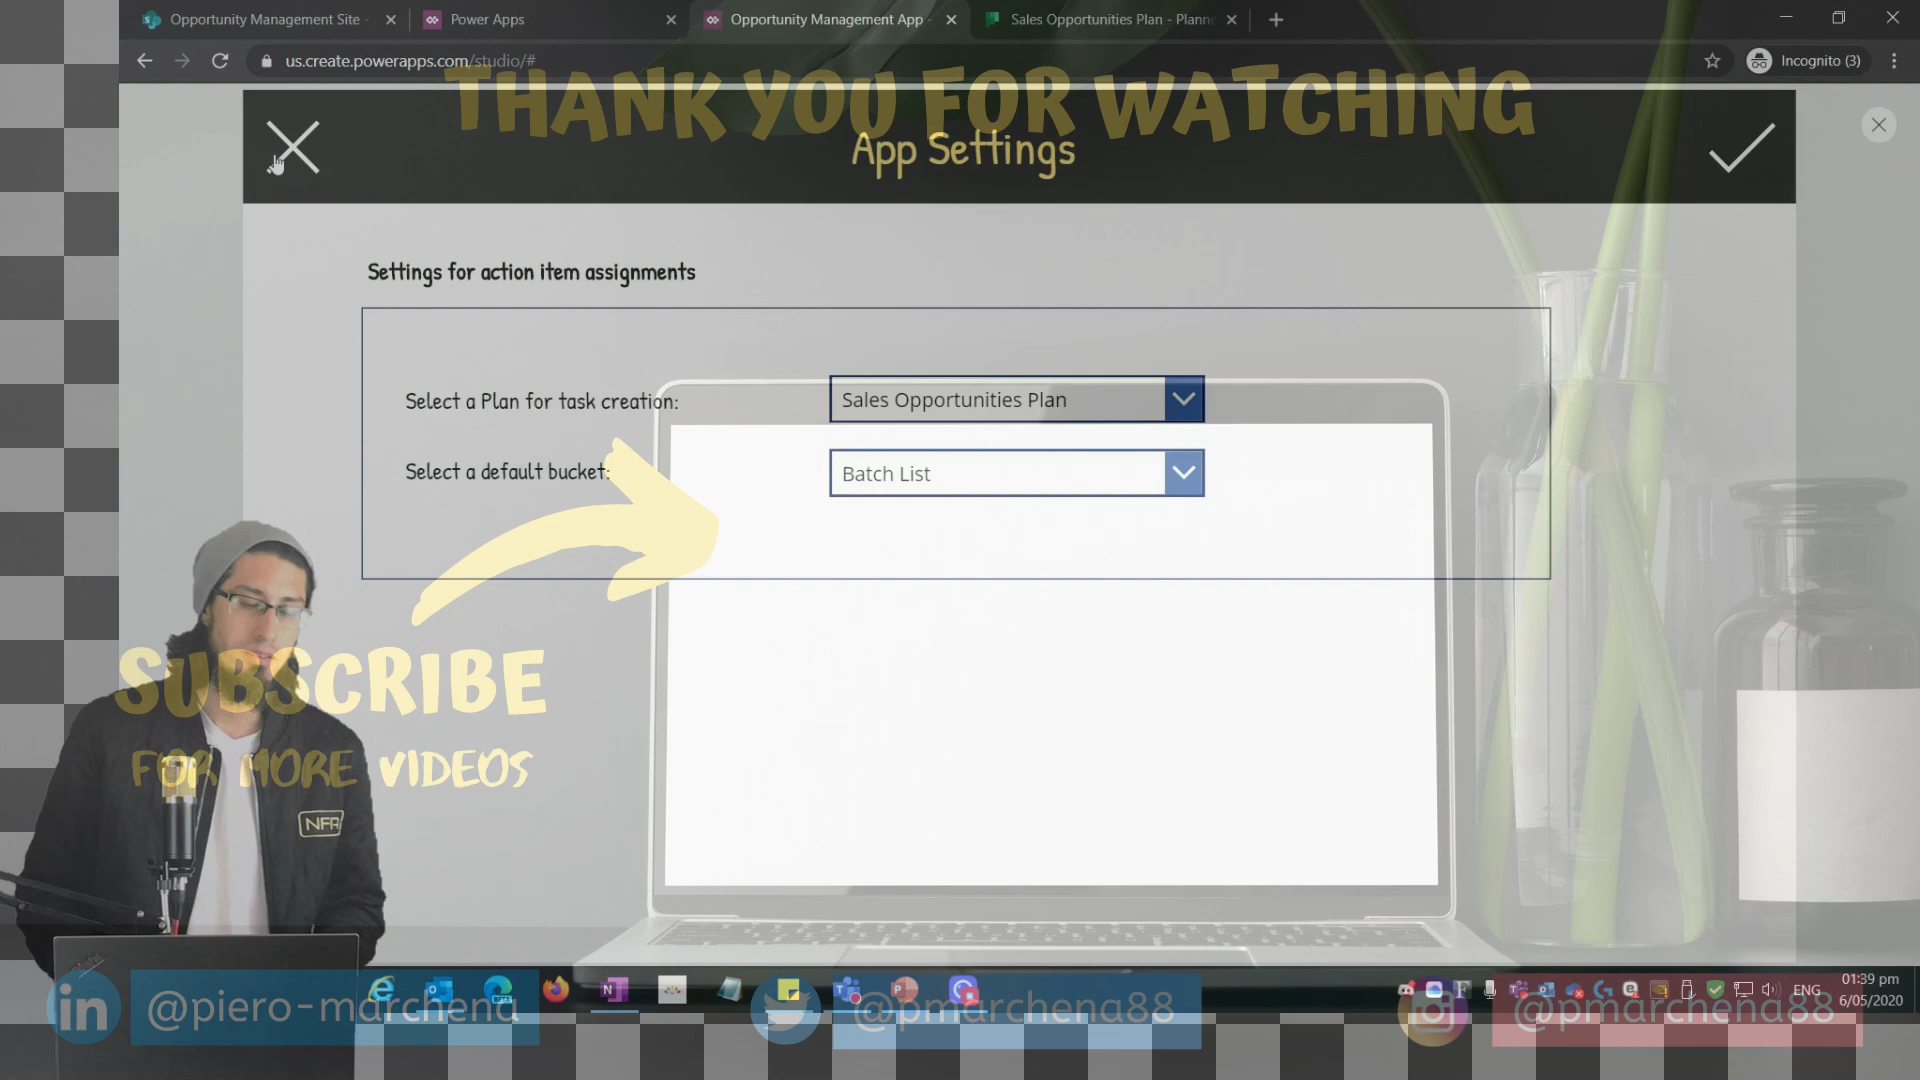 Opportunity Management Site -
Power Apps
Opportunity Management App -
Sales Opportunities Plan - Planne
us.create.powerapps.com/studio/#
Incognito (3)
THANK YOU FOR WATCHING
App Settings
Settings for action item assignments
Select a Plan for task creation:
Sales Opportunities Plan
Select a default bucket:
Batch List
SUBSCRIBE
FOR MORE VIDEOS
NFR
in
@piero-marchena
@pmarchena88
@pmarchena88
ENG
01:39 pm
6/05/2020